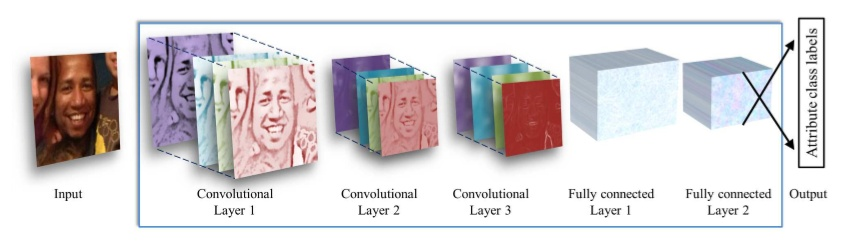 Attribute class labels
Input
Convolutional
Layer 1
Convolutional
Layer 2
Convolutional
Layer 3
Fully connected
Layer 1
Fully connected
Layer 2
Output